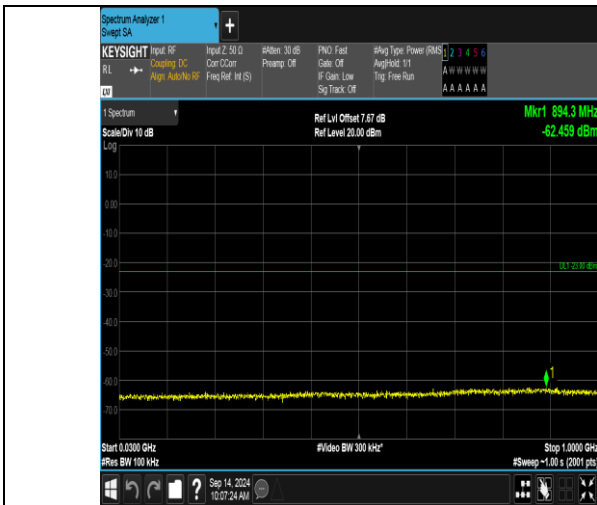 Spectrum Analyzer 1
Swept SA
+
KEYSIGHT
RL
LXI
Input: RF
Coupling: DC
Align: Auto/No RF
Input Z: 50 Ω
Corr CCorr
Freq Ref: Int (S)
#Atten: 30 dB
Preamp: Off
PNO: Fast
Gate: Off
IF Gain: Low
Sig Track: Off
#Avg Type: Power (RMS
Avg|Hold: 1/1
Trig: Free Run
1 2 3 4 5 6
A W W W W W
A A A A A A
1 Spectrum
Scale/Div 10 dB
Log
Ref Lvl Offset 7.67 dB
Ref Level 20.00 dBm
Mkr1 894.3 MHz
-62.459 dBm
10.0
0.00
-10.0
-20.0
DL1 -23.00 dBm
-30.0
-40.0
-50.0
-60.0
1
-70.0
Start 0.0300 GHz
#Res BW 100 kHz
#Video BW 300 kHz*
Stop 1.0000 GHz
#Sweep ~1.00 s (2001 pts)
?
Sep 14, 2024
10:07:24 AM